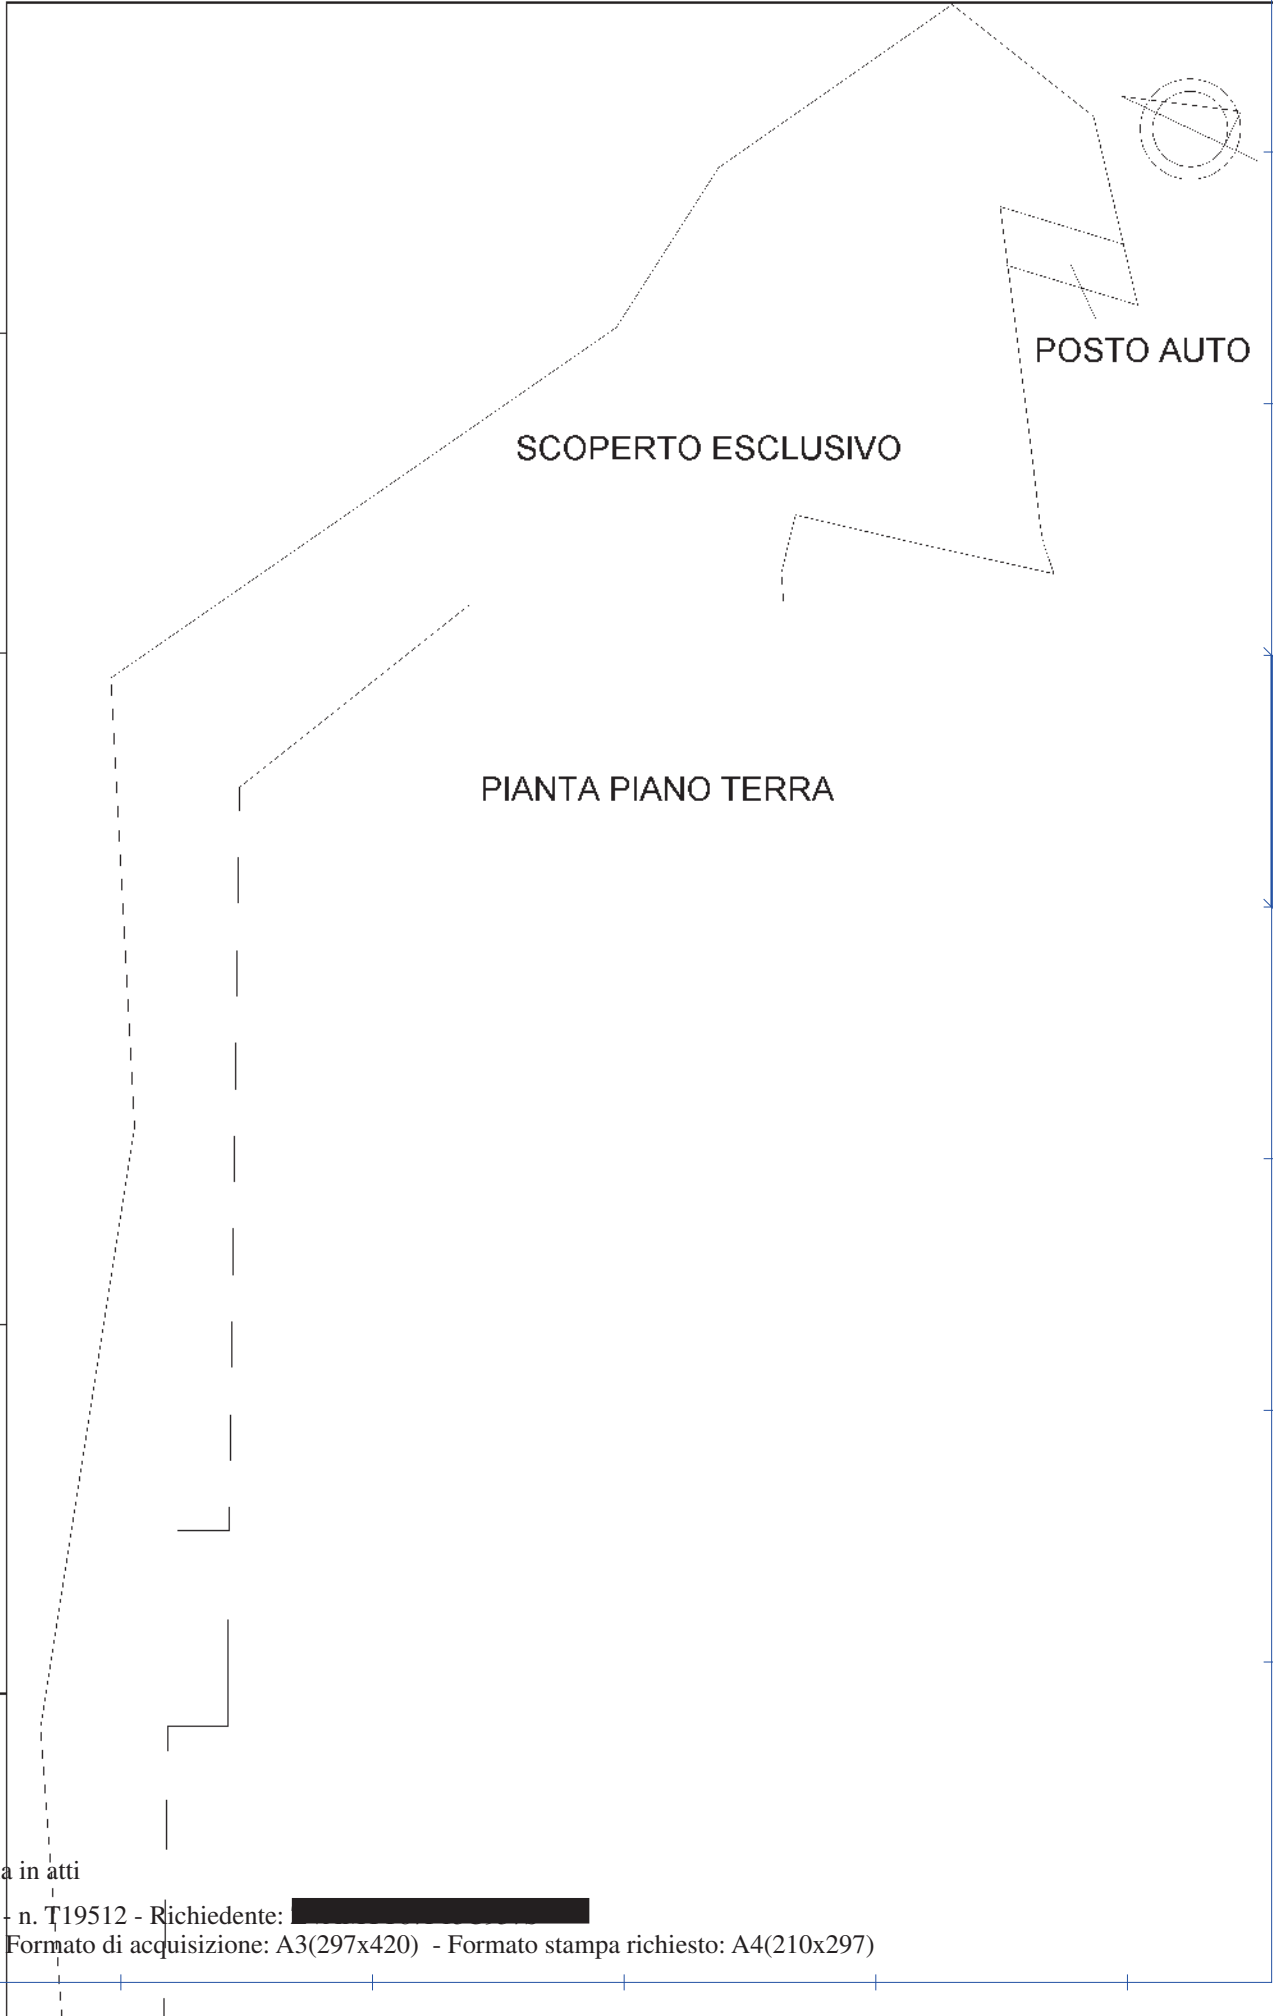 POSTO AUTO
SCOPERTO ESCLUSIVO
PIANTA PIANO TERRA
a in atti
- n. T19512 - Richiedente:
Formato di acquisizione: A3(297x420) - Formato stampa richiesto: A4(210x297)